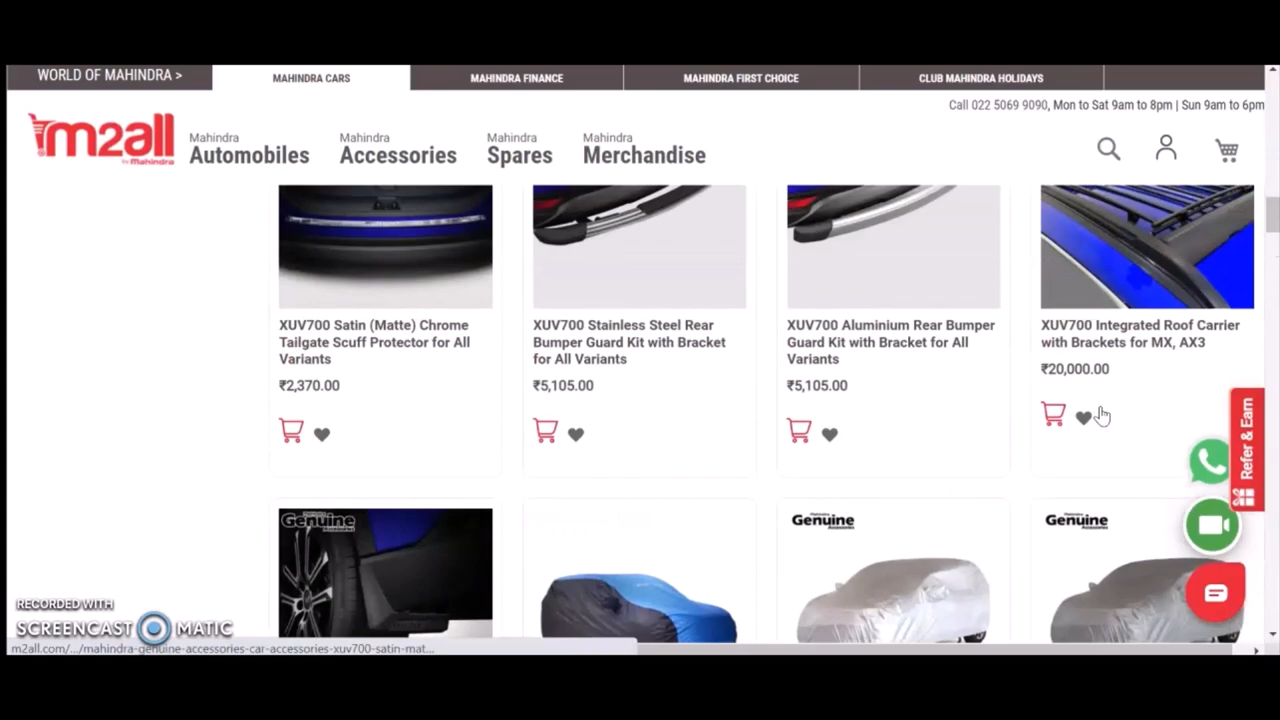 WORLD OF MAHINDRA >
MAHINDRA CARS
MAHINDRA FINANCE
MAHINDRA FIRST CHOICE
CLUB MAHINDRA HOLIDAYS
Call 022 5069 9090, Mon to Sat 9am to 8pm | Sun 9am to 6pm
m2all
by Mahindra
Mahindra
Automobiles
Mahindra
Accessories
Mahindra
Spares
Mahindra
Merchandise
XUV700 Satin (Matte) Chrome
Tailgate Scuff Protector for All
Variants
₹2,370.00
XUV700 Stainless Steel Rear
Bumper Guard Kit with Bracket
for All Variants
₹5,105.00
XUV700 Aluminium Rear Bumper
Guard Kit with Bracket for All
Variants
₹5,105.00
XUV700 Integrated Roof Carrier
with Brackets for MX, AX3
₹20,000.00
Refer & Earn
Genuine
Accessories
Genuine
Accessories
Genuine
Accessories
RECORDED WITH
SCREENCAST MATIC
m2all.com/.../mahindra-genuine-accessories-car-accessories-xuv700-satin-mat...